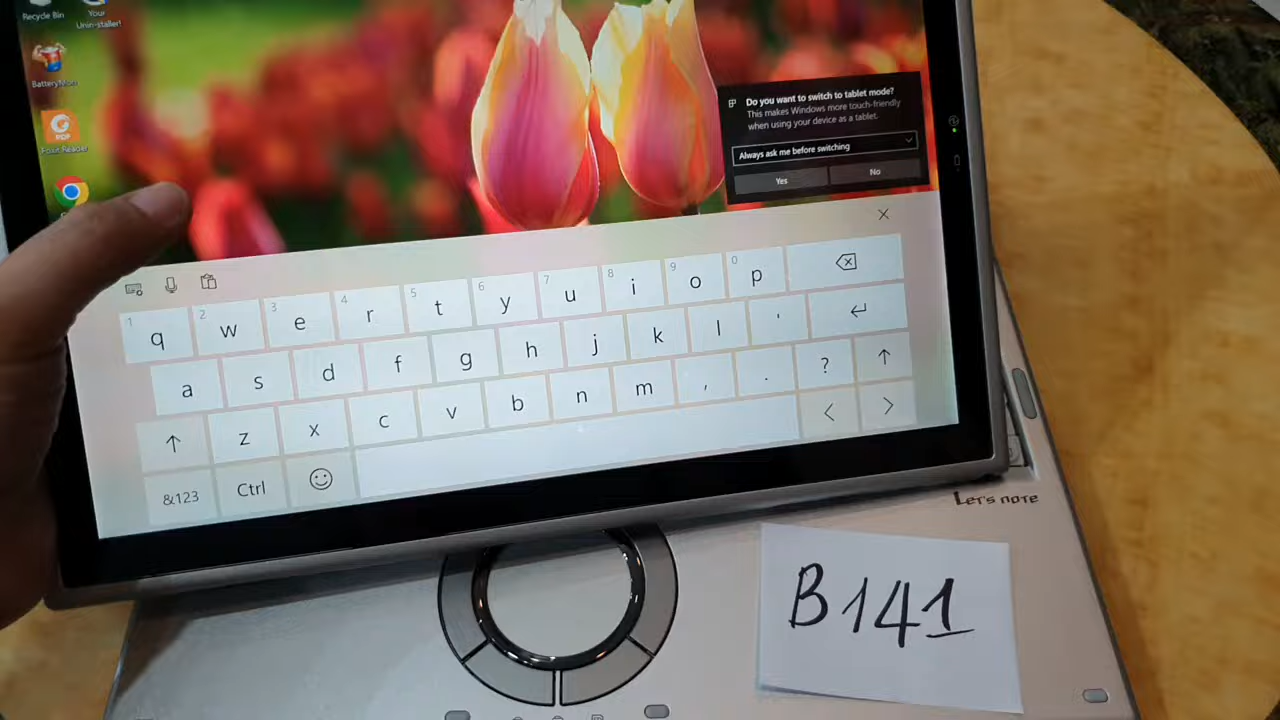 Recycle Bin
Your
Unin-staller!
BatteryMon
Foxit Reader
Do you want to switch to tablet mode?
This makes Windows more touch-friendly
when using your device as a tablet.
Always ask me before switching
Yes No
1 2 3 4 5 6 7 8 9 0
q w e r t y u i o p
a s d f g h j k l '
z x c v b n m , . ?
&123 Ctrl < >
Let's note
B141